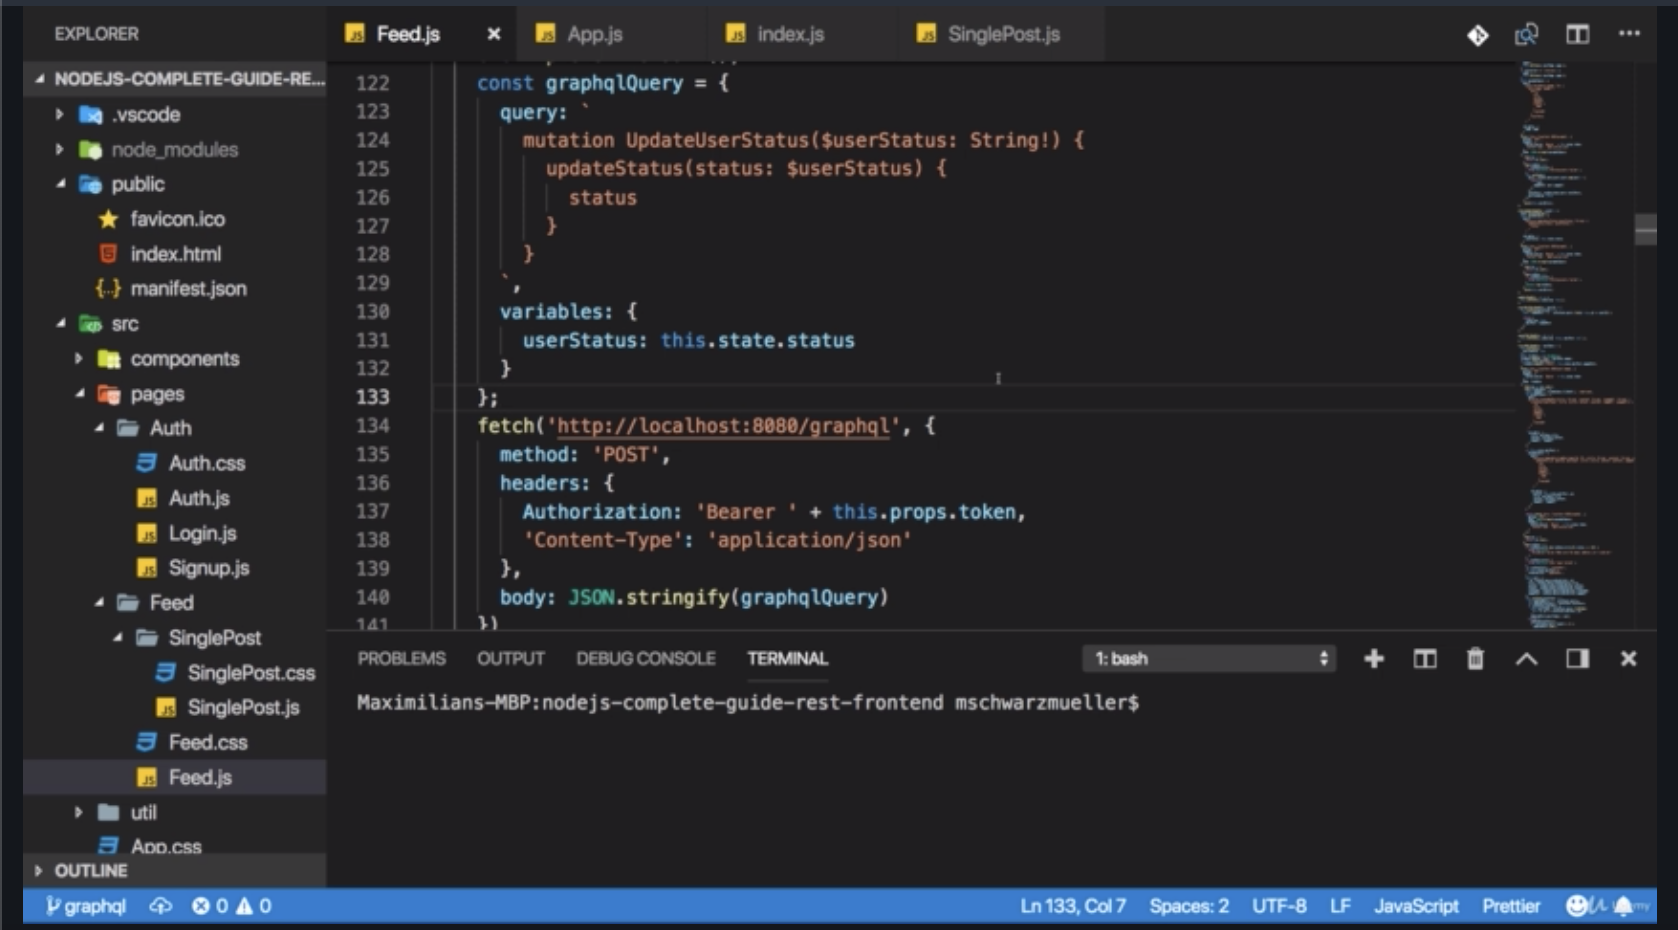 EXPLORER
NODEJS-COMPLETE-GUIDE-RE...
.vscode
node_modules
public
favicon.ico
index.html
manifest.json
src
components
pages
Auth
Auth.css
Auth.js
Login.js
Signup.js
Feed
SinglePost
SinglePost.css
SinglePost.js
Feed.css
Feed.js
util
App.css
OUTLINE
Feed.js App.js index.js SinglePost.js
122 const graphqlQuery = {
123 query: `
124 mutation UpdateUserStatus($userStatus: String!) {
125 updateStatus(status: $userStatus) {
126 status
127 }
128 }
129 `,
130 variables: {
131 userStatus: this.state.status
132 }
133 };
134 fetch('http://localhost:8080/graphql', {
135 method: 'POST',
136 headers: {
137 Authorization: 'Bearer ' + this.props.token,
138 'Content-Type': 'application/json'
139 },
140 body: JSON.stringify(graphqlQuery)
141 })
PROBLEMS OUTPUT DEBUG CONSOLE TERMINAL 1: bash
Maximilians-MBP:nodejs-complete-guide-rest-frontend mschwarzmueller$
graphql 0 0 Ln 133, Col 7 Spaces: 2 UTF-8 LF JavaScript Prettier